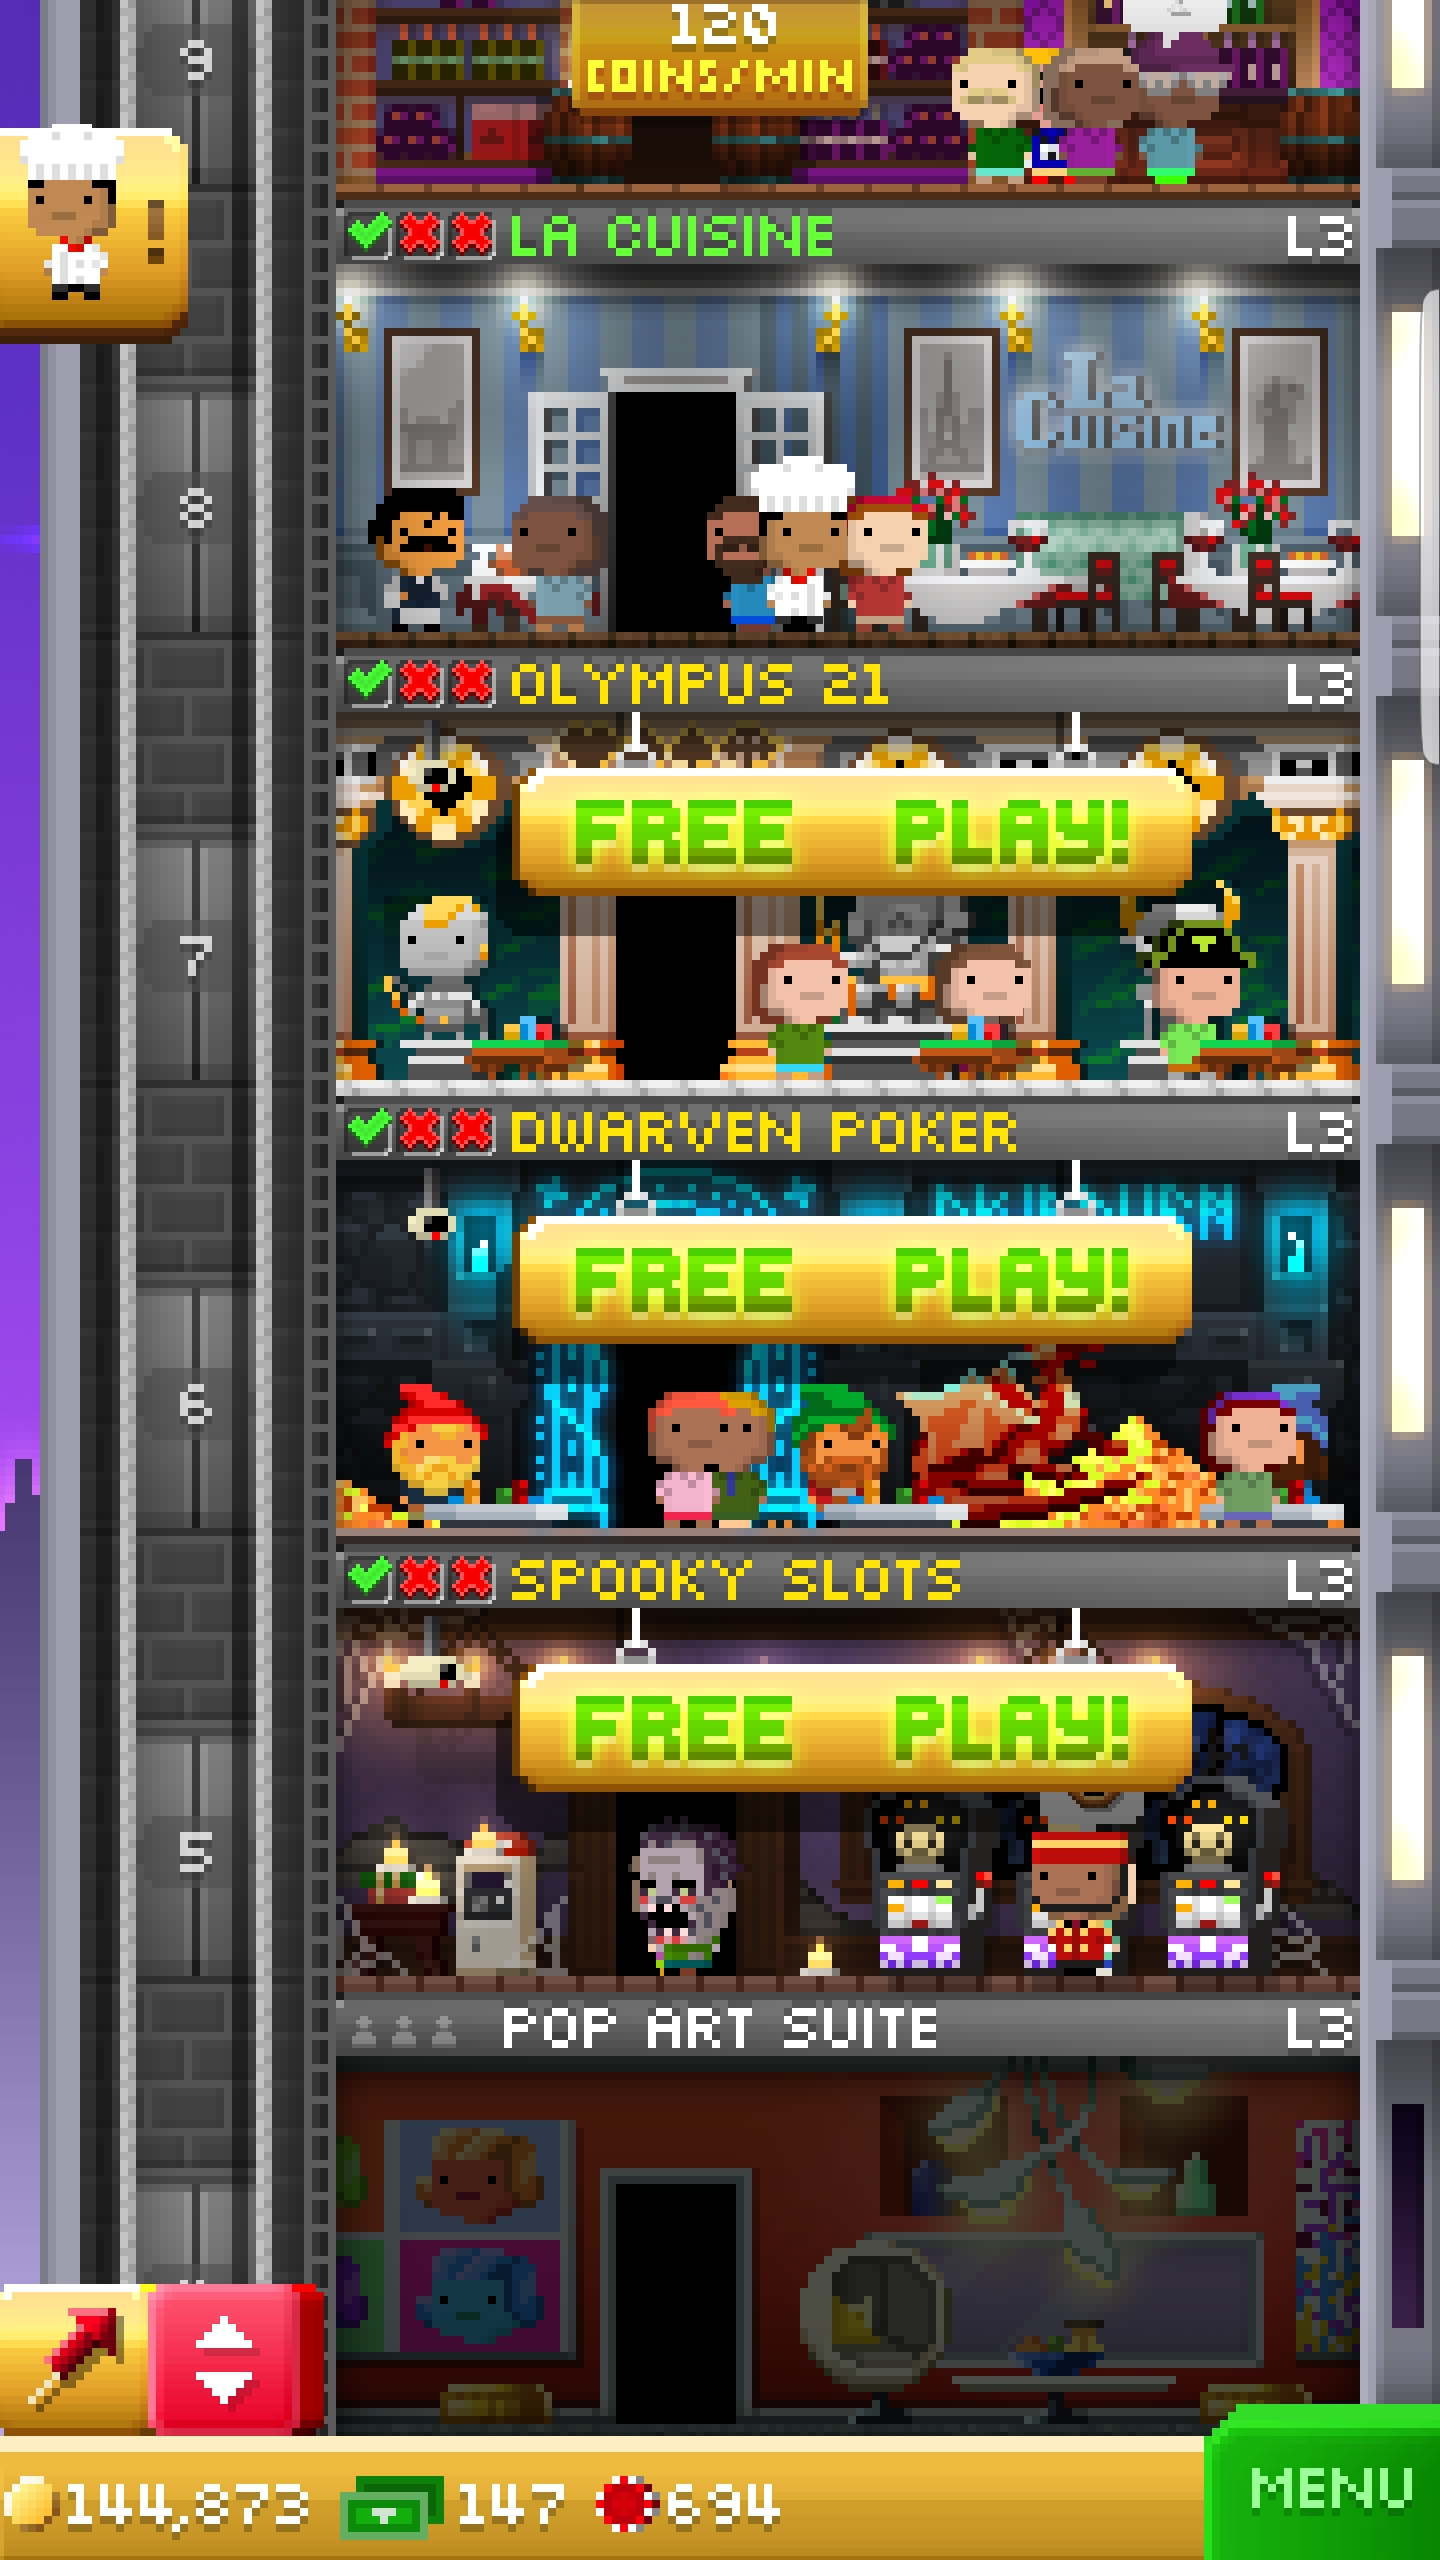 120
COINS/MIN
9
LA CUISINE L3
La
Cuisine
8
OLYMPUS 21 L3
FREE PLAY!
7
DWARVEN POKER L3
FREE PLAY!
6
SPOOKY SLOTS L3
FREE PLAY!
5
POP ART SUITE L3
144,873 147 694
MENU